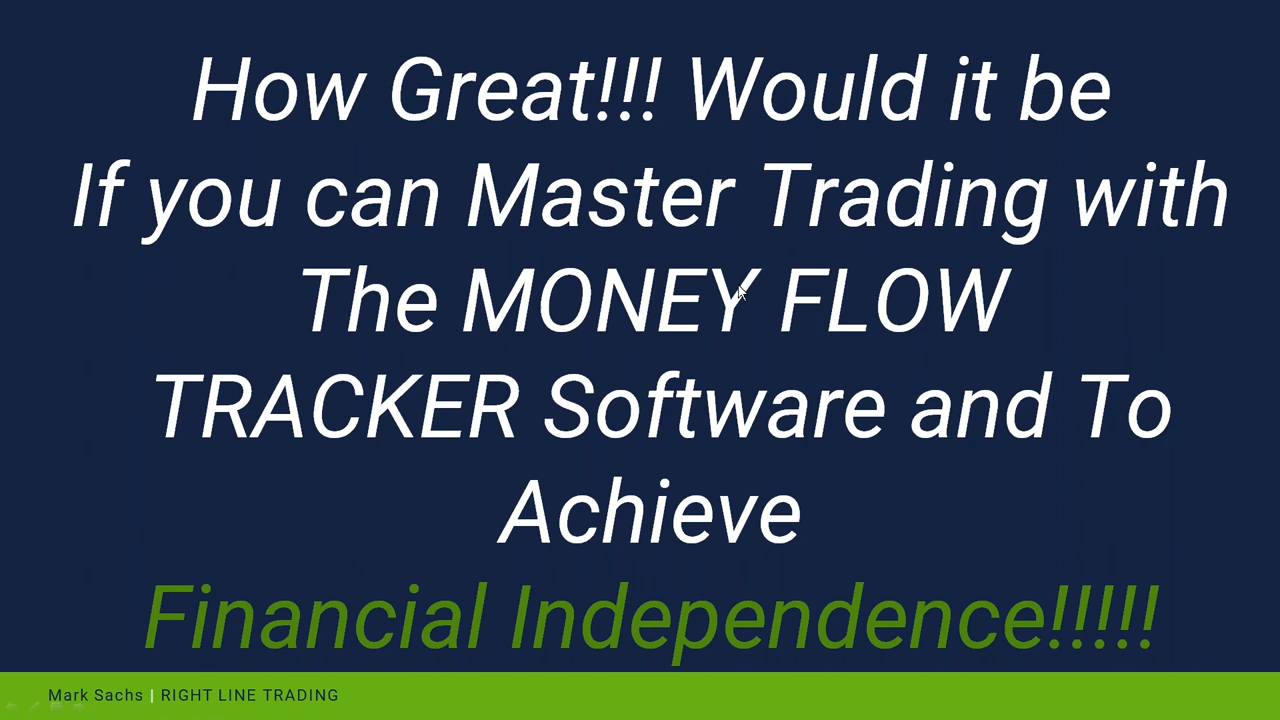 How Great!!! Would it be
If you can Master Trading with
The MONEY FLOW
TRACKER Software and To
Achieve
Financial Independence!!!!!
Mark Sachs | RIGHT LINE TRADING